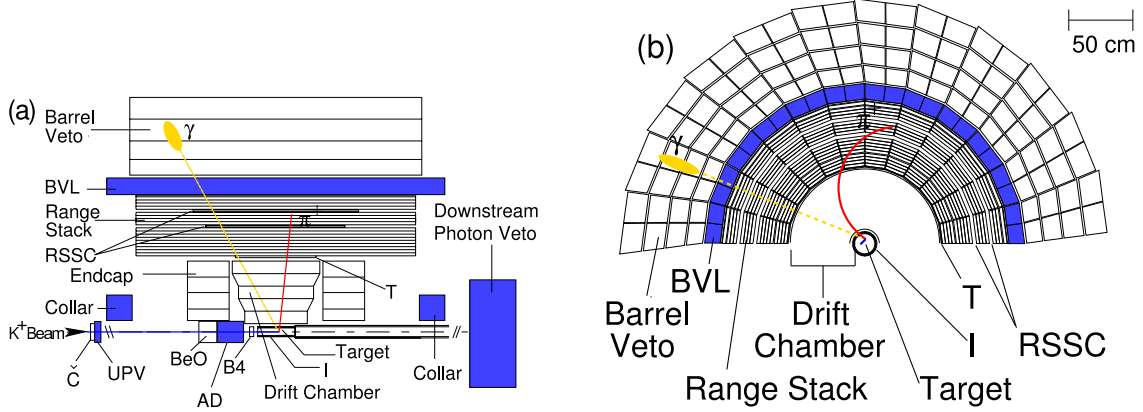 (a)
Barrel
Veto
γ
BVL
Range
Stack
π+
RSSC
Endcap
T
Collar
K+Beam
Č
UPV
BeO
AD
B4
Target
I
Drift Chamber
Collar
Downstream
Photon Veto
//
//
(b)
50 cm
π+
γ
BVL
Barrel
Veto
Range Stack
Drift
Chamber
Target
T
I
RSSC